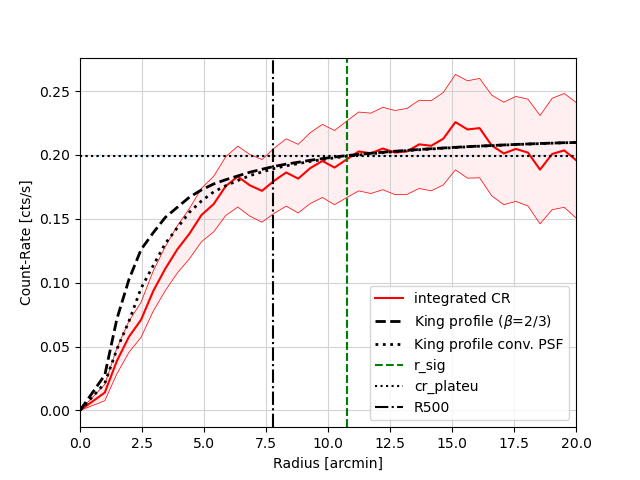 0.25
0.20
0.15
0.10
0.05
0.00
Count-Rate [cts/s]
integrated CR
King profile (β=2/3)
King profile conv. PSF
r_sig
cr_plateu
R500
0.0 2.5 5.0 7.5 10.0 12.5 15.0 17.5 20.0
Radius [arcmin]